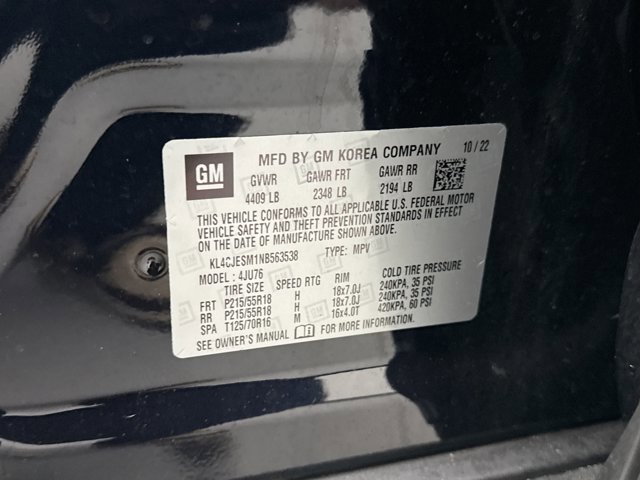 GM MFD BY GM KOREA COMPANY 10/22
GVWR GAWR FRT GAWR RR
4409 LB 2348 LB 2194 LB
THIS VEHICLE CONFORMS TO ALL APPLICABLE U.S. FEDERAL MOTOR
VEHICLE SAFETY AND THEFT PREVENTION STANDARDS IN EFFECT
ON THE DATE OF MANUFACTURE SHOWN ABOVE.
KL4CJESM1NB563538 TYPE: MPV
MODEL: 4JU76
TIRE SIZE SPEED RTG RIM COLD TIRE PRESSURE
FRT P215/55R18 H 18x7.0J 240KPA, 35 PSI
RR P215/55R18 H 18x7.0J 240KPA, 35 PSI
SPA T125/70R16 M 16x4.0T 420KPA, 60 PSI
SEE OWNER'S MANUAL FOR MORE INFORMATION.